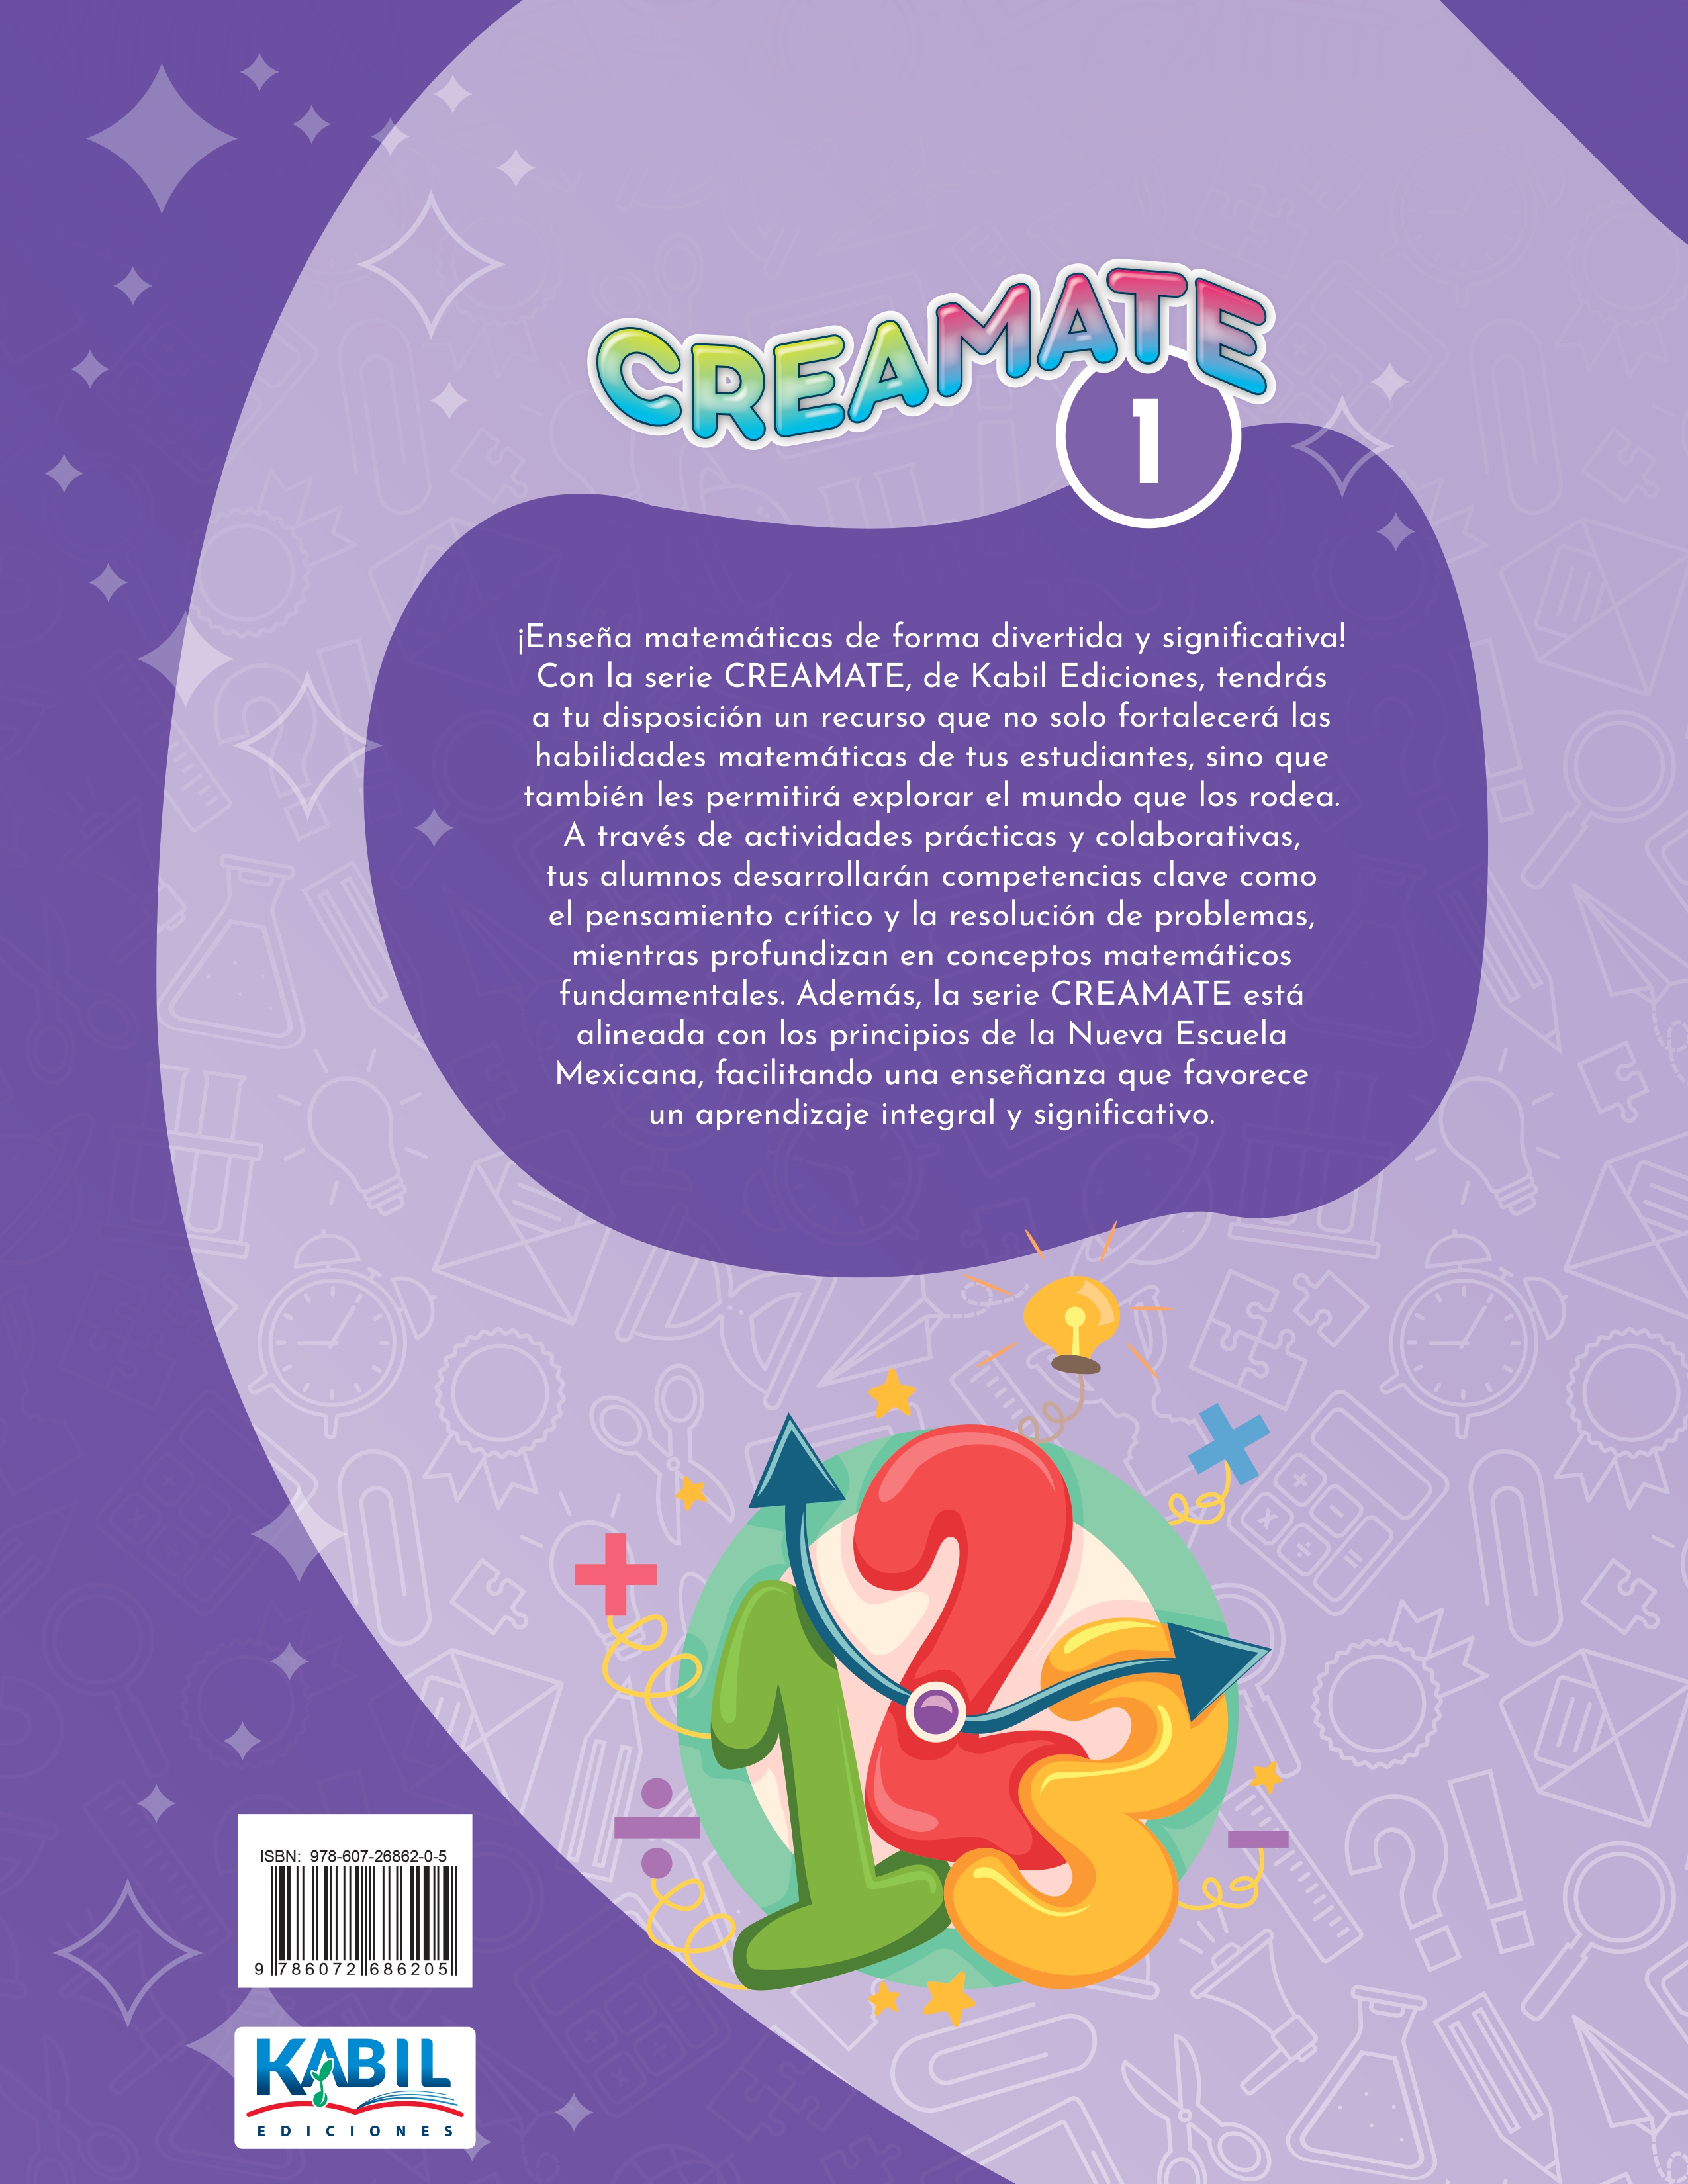 CREAMATE
1
¡Enseña matemáticas de forma divertida y significativa!
Con la serie CREAMATE, de Kabil Ediciones, tendrás
a tu disposición un recurso que no solo fortalecerá las
habilidades matemáticas de tus estudiantes, sino que
también les permitirá explorar el mundo que los rodea.
A través de actividades prácticas y colaborativas,
tus alumnos desarrollarán competencias clave como
el pensamiento crítico y la resolución de problemas,
mientras profundizan en conceptos matemáticos
fundamentales. Además, la serie CREAMATE está
alineada con los principios de la Nueva Escuela
Mexicana, facilitando una enseñanza que favorece
un aprendizaje integral y significativo.
1 2 3
ISBN: 978-607-26862-0-5
9 786072 686205
KABIL
EDICIONES